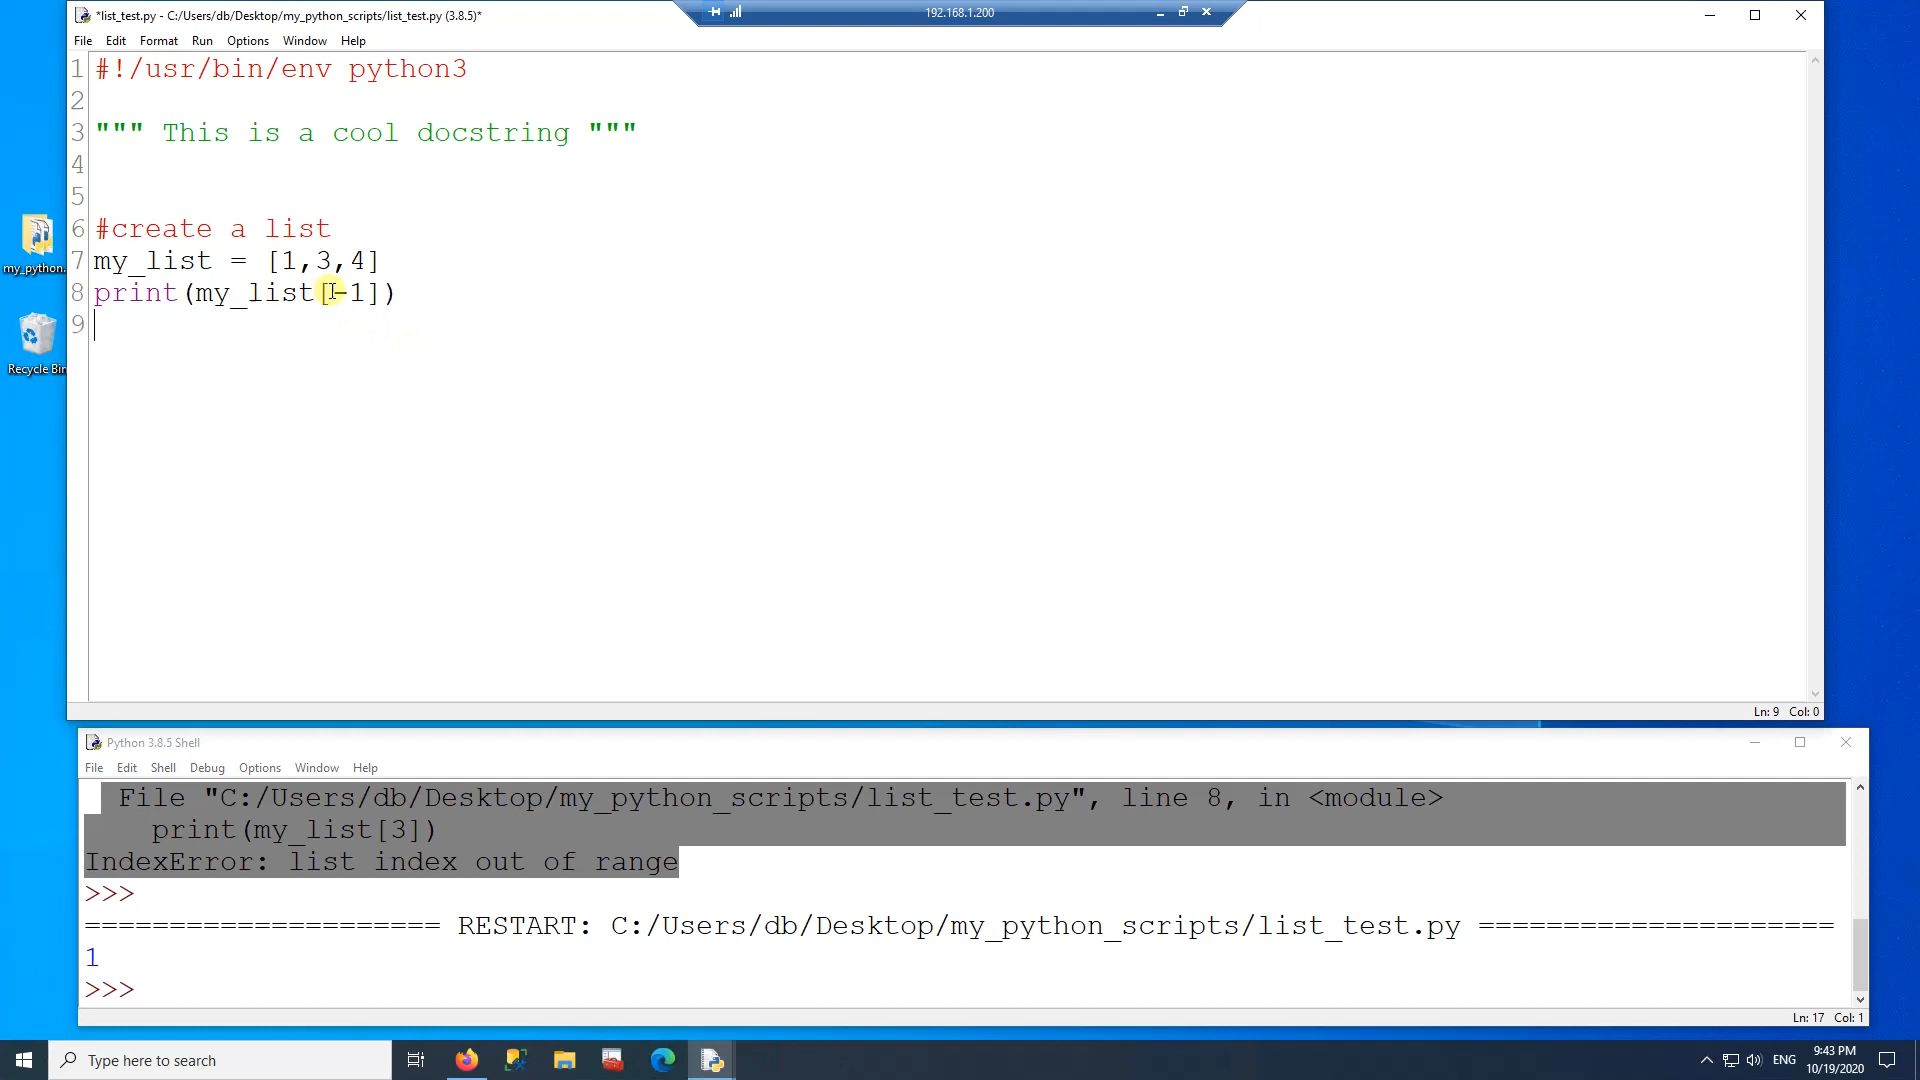 *list_test.py - C:/Users/db/Desktop/my_python_scripts/list_test.py (3.8.5)*
192.168.1.200
File Edit Format Run Options Window Help
1 #!/usr/bin/env python3
2
3 """ This is a cool docstring """
4
5
6 #create a list
7 my_list = [1,3,4]
8 print(my_list[-1])
9
my_python.
Recycle Bin
Ln: 9 Col: 0
Python 3.8.5 Shell
File Edit Shell Debug Options Window Help
File "C:/Users/db/Desktop/my_python_scripts/list_test.py", line 8, in <module>
print(my_list[3])
IndexError: list index out of range
>>>
===================== RESTART: C:/Users/db/Desktop/my_python_scripts/list_test.py =====================
1
>>>
Ln: 17 Col: 1
Type here to search
ENG
9:43 PM
10/19/2020